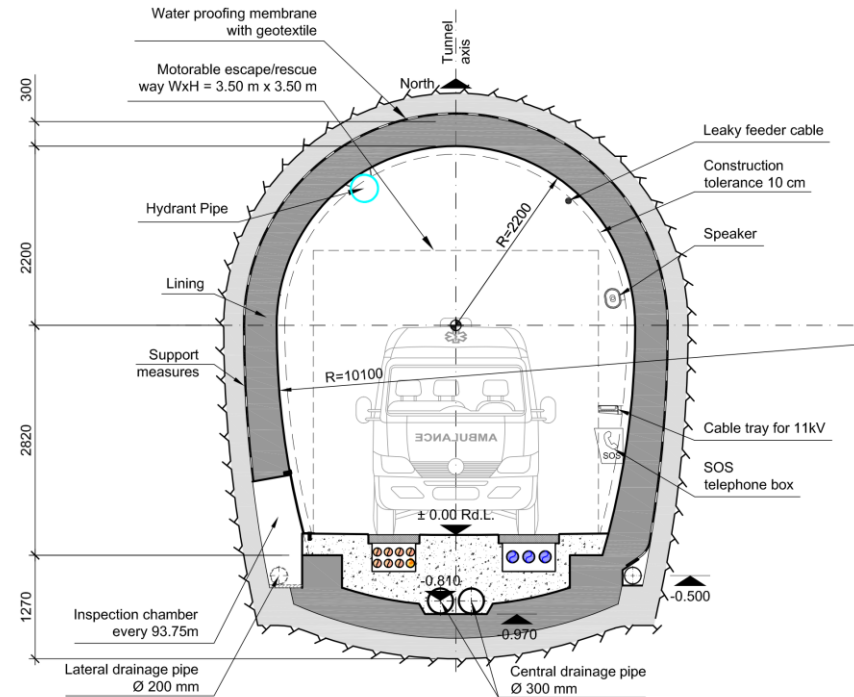 Water proofing membrane
with geotextile
Motorable escape/rescue
way WxH = 3.50 m x 3.50 m
Tunnel
axis
North
300
Leaky feeder cable
Construction
tolerance 10 cm
Hydrant Pipe
R=2200
Speaker
2200
Lining
Support
measures
R=10100
AMBULANCE
2820
Cable tray for 11kV
SOS
SOS
telephone box
± 0.00 Rd.L.
-0.810
-0.500
-0.970
1270
Inspection chamber
every 93.75m
Lateral drainage pipe
Ø 200 mm
Central drainage pipe
Ø 300 mm